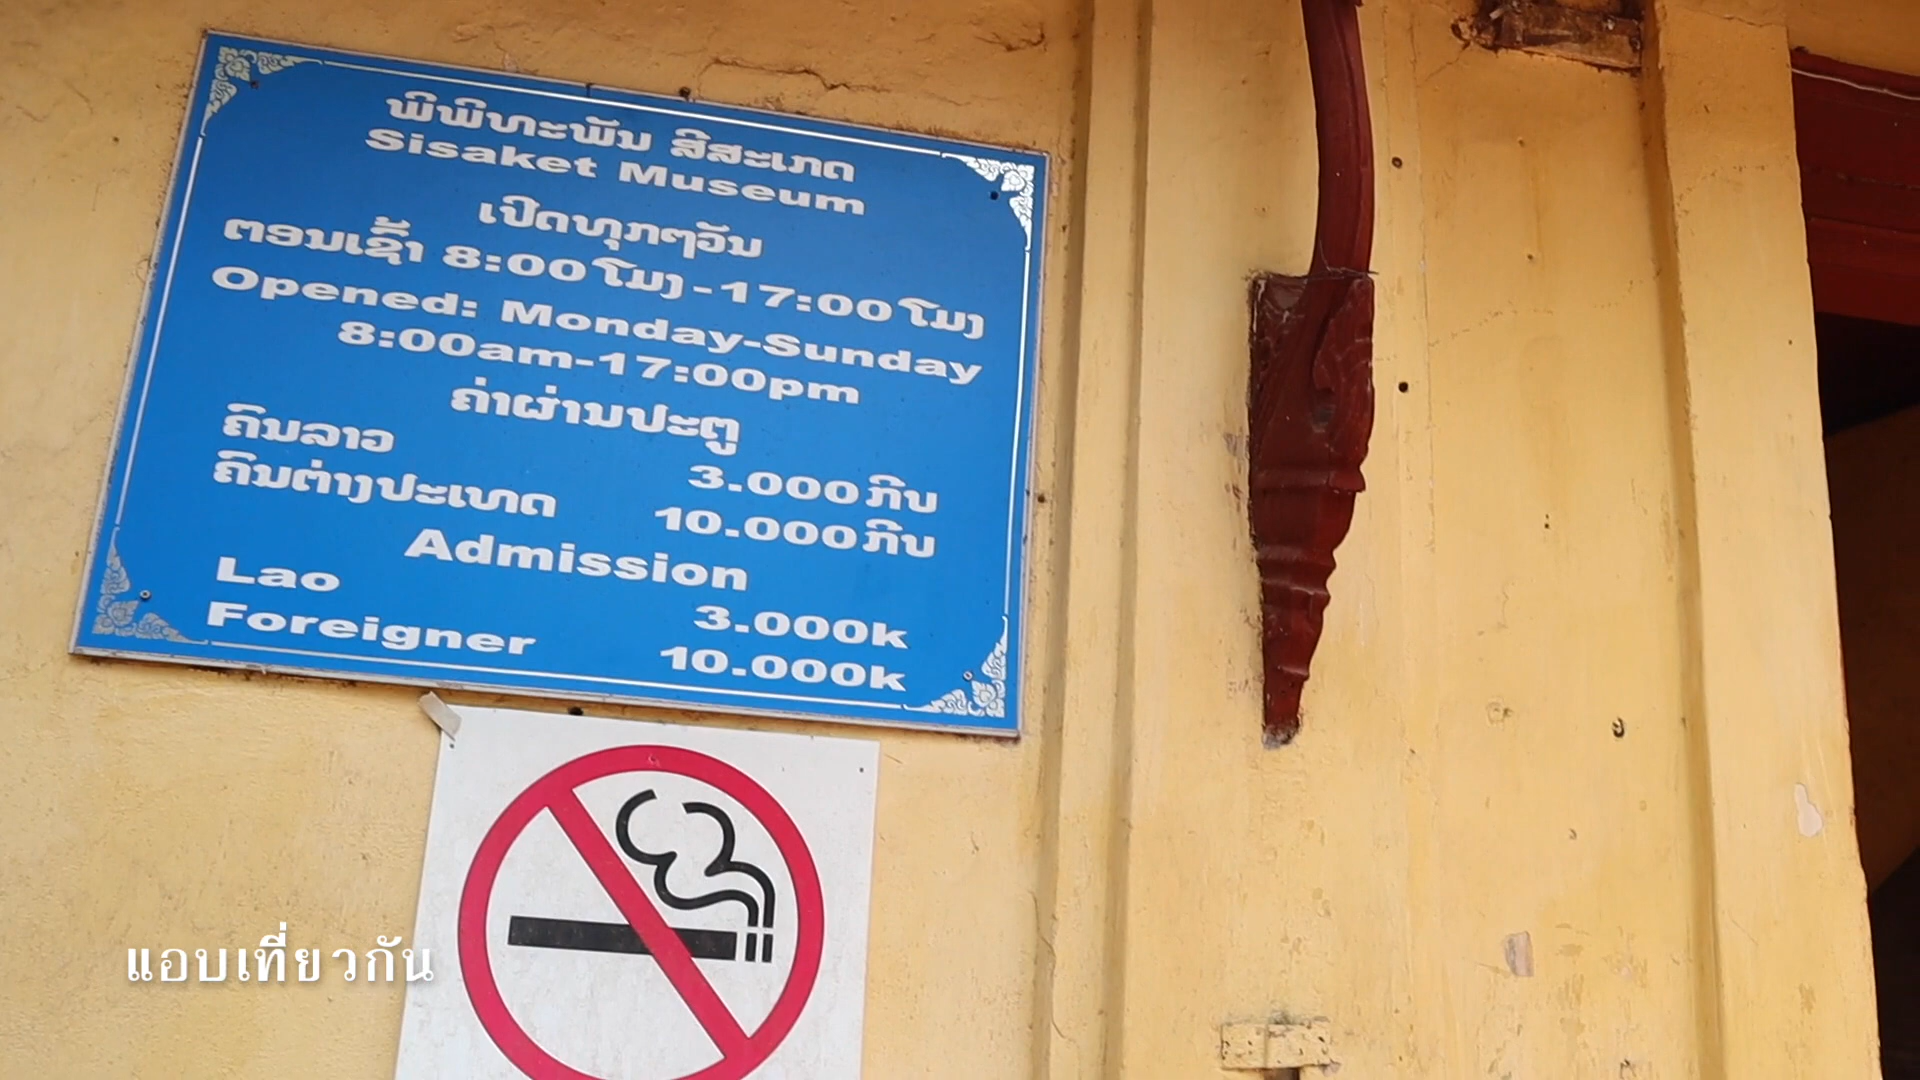 ພິພິທະພັນ ສີສະເກດ
Sisaket Museum
ເປີດທຸກໆວັນ
ຕອນເຊົ້າ 8:00ໂມງ-17:00ໂມງ
Opened: Monday-Sunday
8:00am-17:00pm
ຄ່າຜ່ານປະຕູ
ຄົນລາວ 3.000ກີບ
ຄົນຕ່າງປະເທດ 10.000ກີບ
Admission
Lao 3.000k
Foreigner 10.000k
แอบเที่ยวกัน